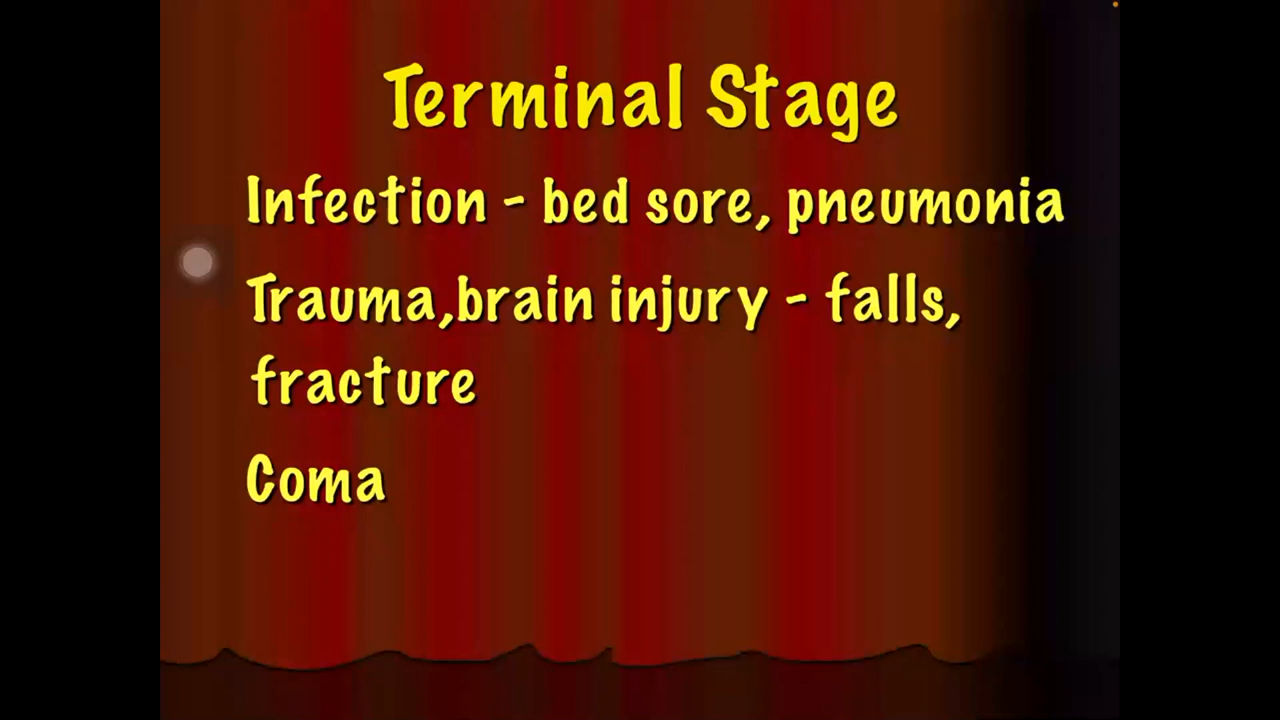 Terminal Stage
Infection - bed sore, pneumonia
Trauma,brain injury - falls,
fracture
Coma